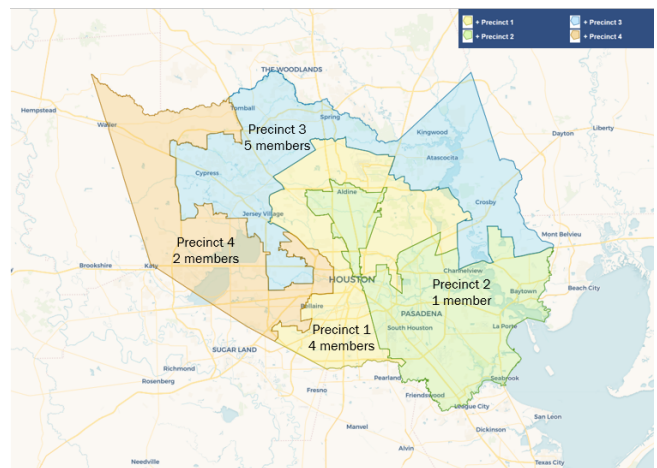 + Precinct 1
+ Precinct 3
+ Precinct 2
+ Precinct 4
THE WOODLANDS
Hempstead
Waller
Tomball
Spring
Kingwood
Dayton
Liberty
Precinct 3
5 members
Atascocita
Cypress
Aldine
Crosby
Jersey Village
Mont Belvieu
Precinct 4
2 members
Brookshire
Katy
HOUSTON
Channelview
Precinct 2
1 member
Baytown
Beach City
Bellaire
PASADENA
Precinct 1
4 members
South Houston
La Porte
SUGAR LAND
Richmond
Rosenberg
Pearland
Seabrook
Fresno
Friendswood
League City
San Leon
Manvel
Dickinson
Alvin
Needville
Texas City